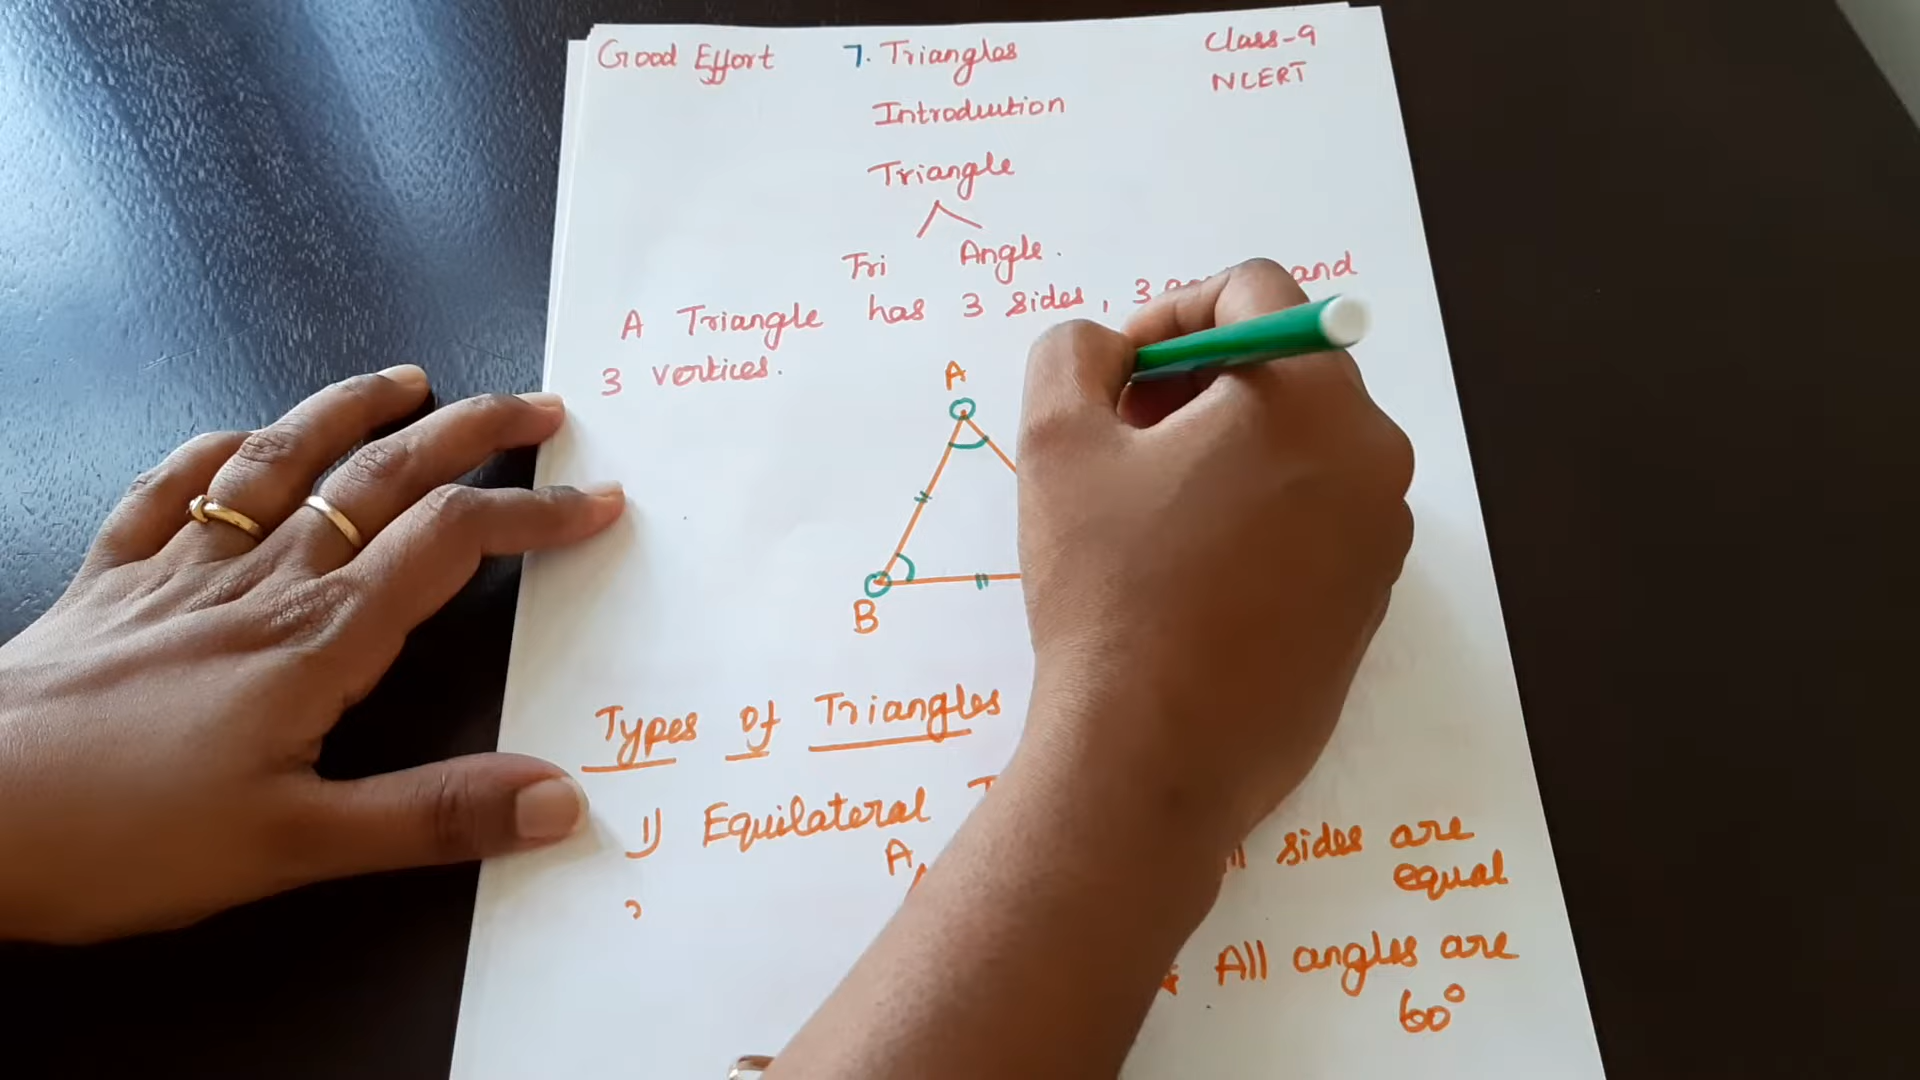 Good Effort 7. Triangles Class-9
NCERT
Introduction
Triangle
Tri Angle.
A Triangle has 3 sides, 3 and
3 vertices.
A
B
Types of Triangles
1) Equilateral
sides are
equal
A
All angles are
60°